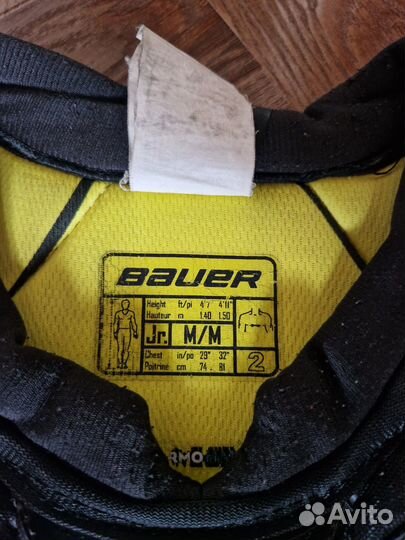 BAUER
Height ft/pi 4'7 4'11"
Hauteur m 1.40 1.50
Jr. M/M
Chest in/po 29" 32"
Poitrine cm 74 . 81
2
RMO
Avito